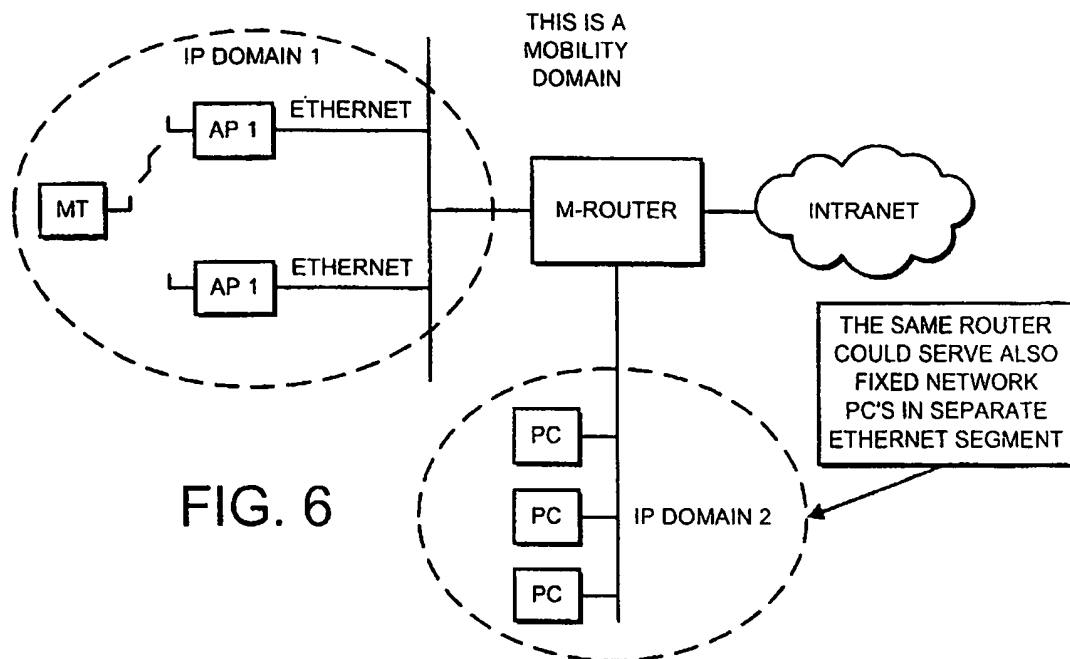 THIS IS A
MOBILITY
DOMAIN
IP DOMAIN 1
AP 1
ETHERNET
MT
M-ROUTER
INTRANET
AP 1
ETHERNET
THE SAME ROUTER
COULD SERVE ALSO
FIXED NETWORK
PC'S IN SEPARATE
ETHERNET SEGMENT
PC
PC
PC
IP DOMAIN 2
FIG. 6